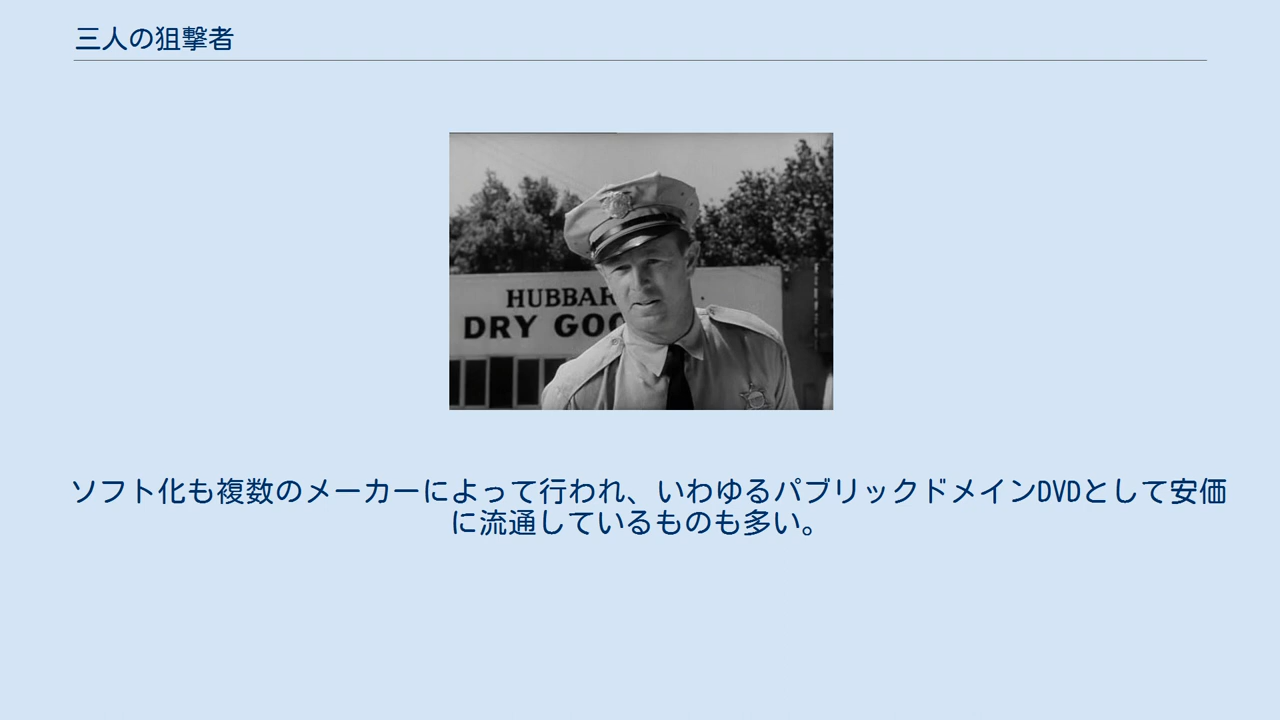 三人の狙撃者
HUBBAR
DRY GOO
ソフト化も複数のメーカーによって行われ、いわゆるパブリックドメインDVDとして安価
に流通しているものも多い。